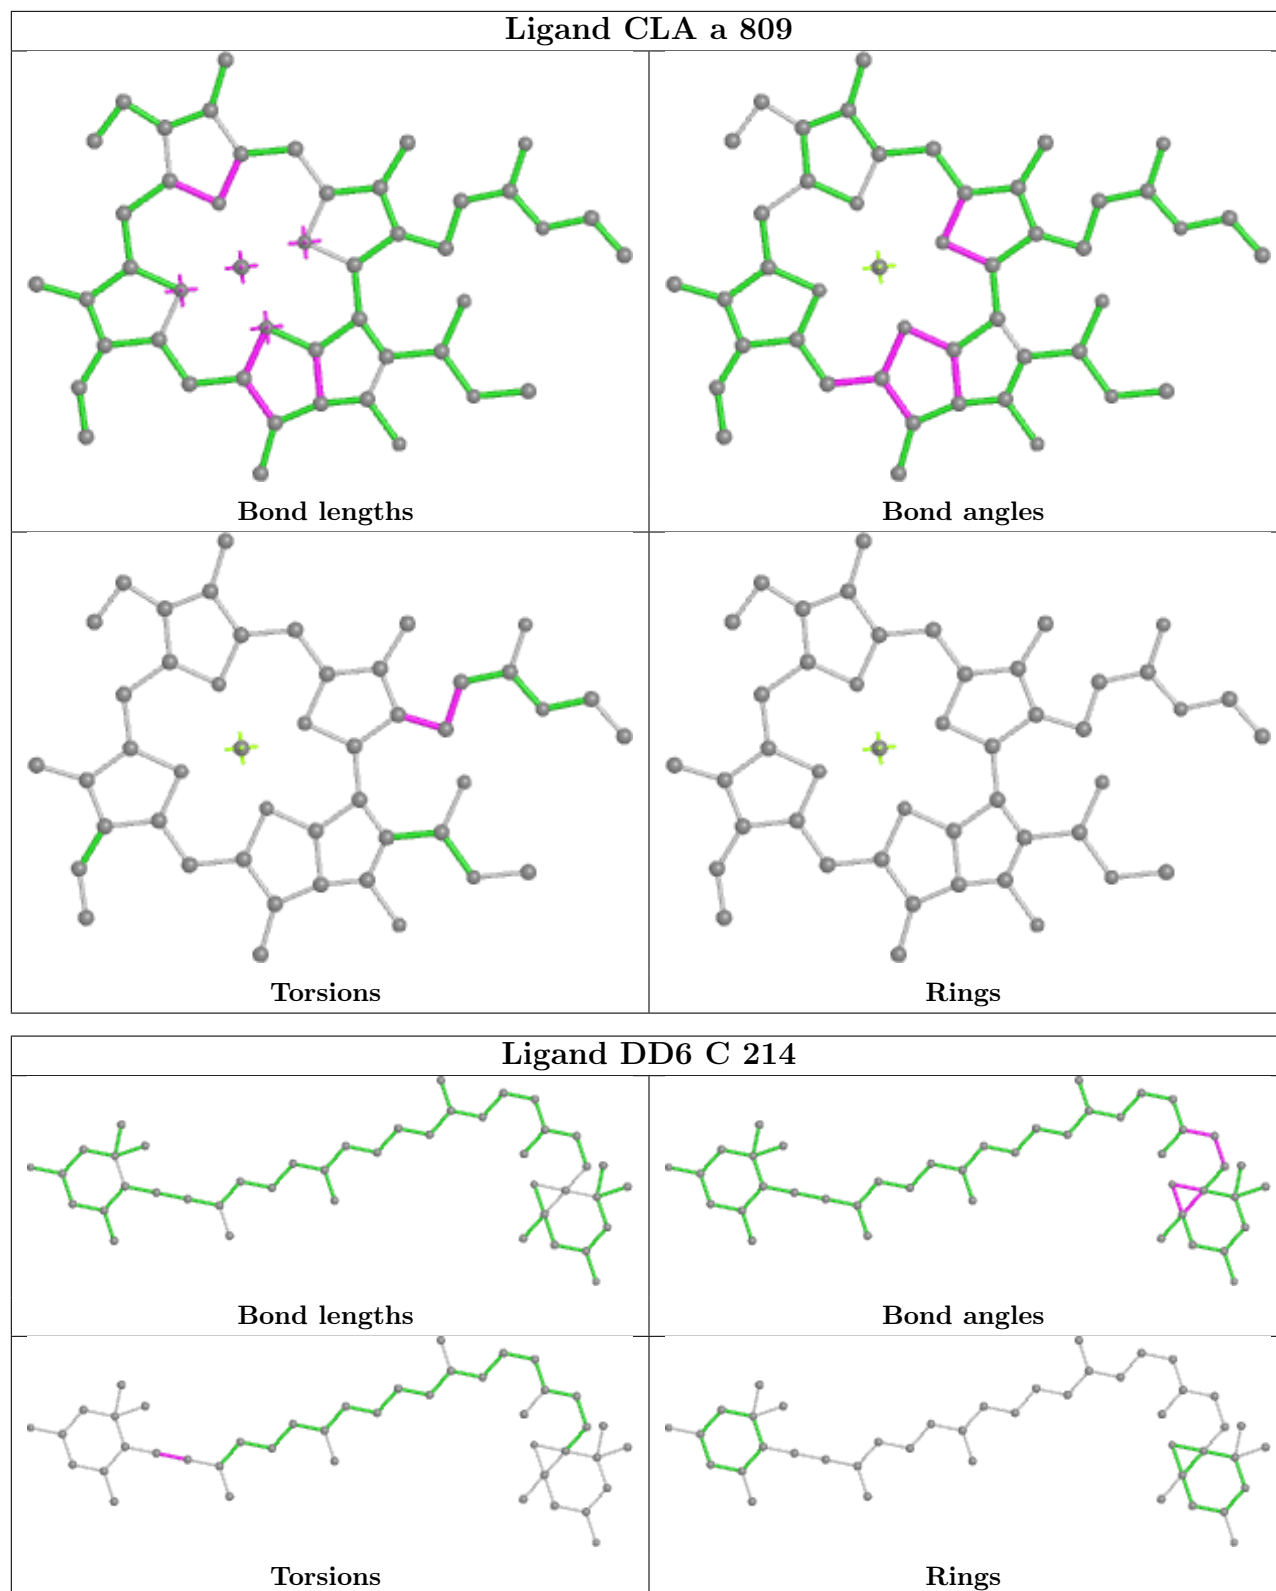 Ligand CLA a 809
Bond lengths
Bond angles
Torsions
Rings
Ligand DD6 C 214
Bond lengths
Bond angles
Torsions
Rings